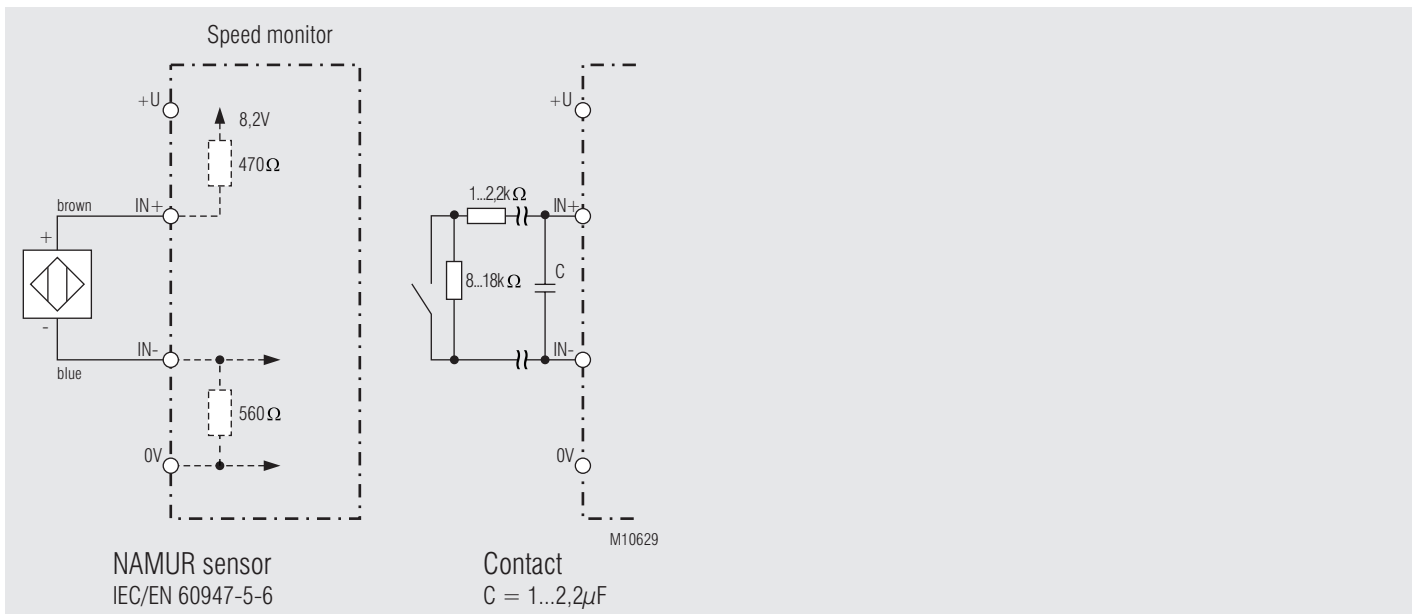 Speed monitor
+U
8,2V
470Ω
brown
IN+
+
-
IN-
blue
560Ω
0V
NAMUR sensor
IEC/EN 60947-5-6
+U
1...2,2kΩ
IN+
8...18kΩ
C
IN-
0V
M10629
Contact
C = 1...2,2µF